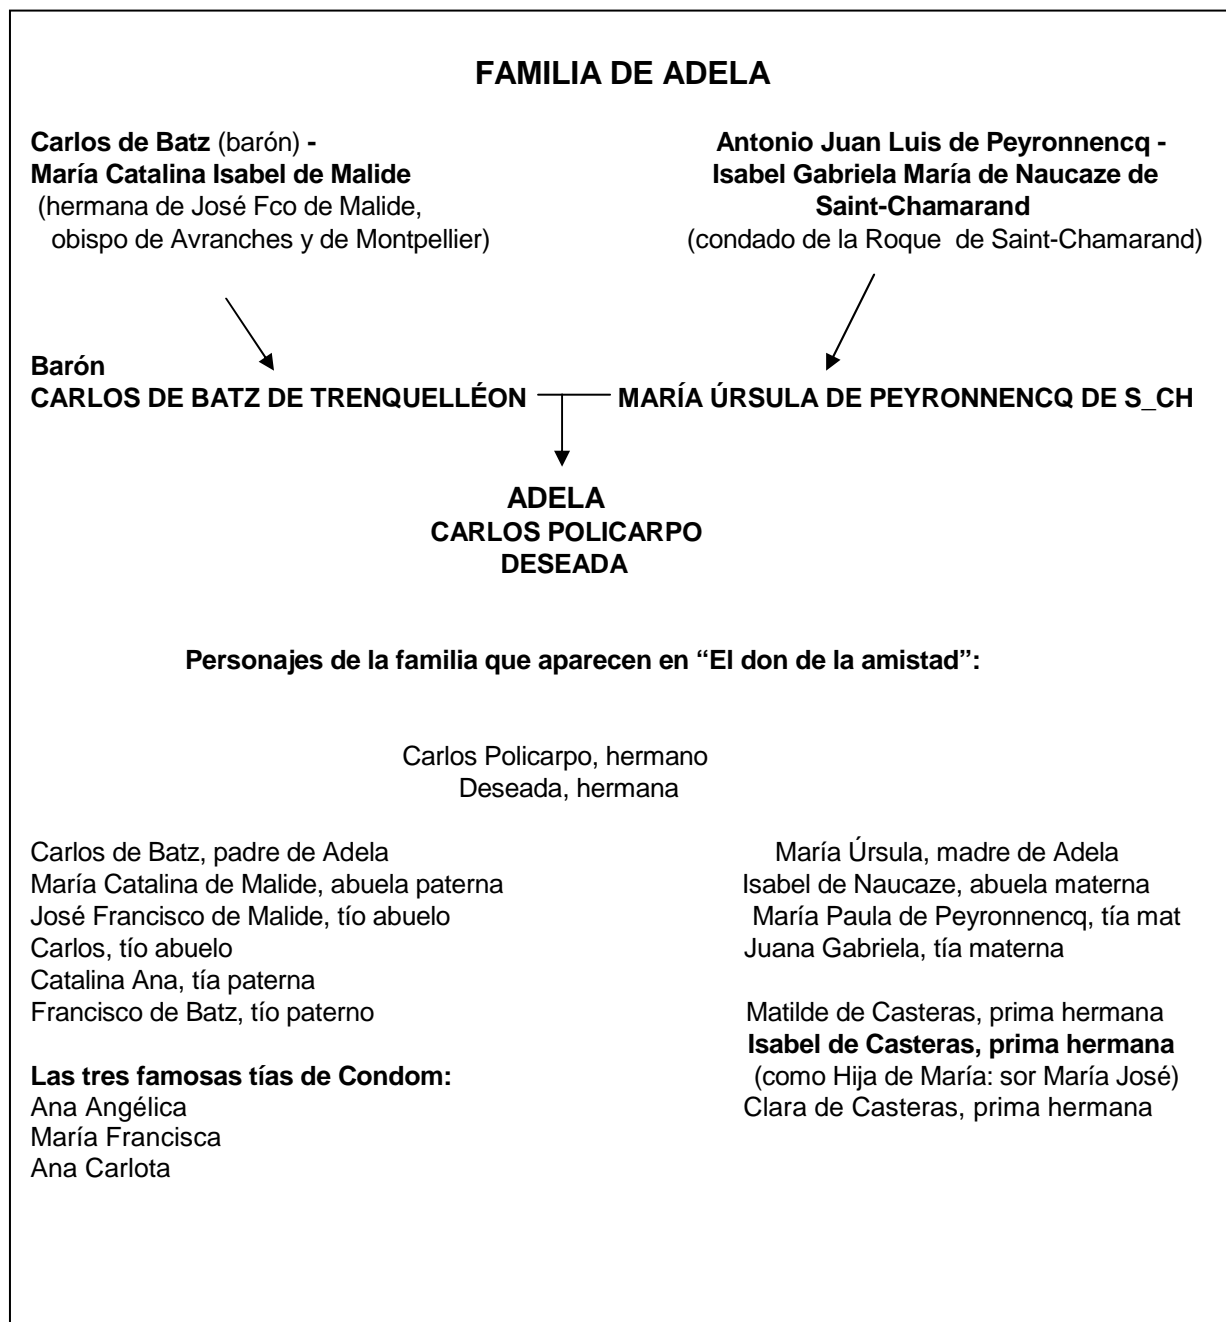 FAMILIA DE ADELA
Carlos de Batz (barón) -
María Catalina Isabel de Malide
(hermana de José Fco de Malide,
obispo de Avranches y de Montpellier)
Antonio Juan Luis de Peyronnencq -
Isabel Gabriela María de Naucaze de
Saint-Chamarand
(condado de la Roque de Saint-Chamarand)
Barón
CARLOS DE BATZ DE TRENQUELLÉON
MARÍA ÚRSULA DE PEYRONNENCQ DE S_CH
ADELA
CARLOS POLICARPO
DESEADA
Personajes de la familia que aparecen en “El don de la amistad”:
Carlos Policarpo, hermano
Deseada, hermana
Carlos de Batz, padre de Adela
María Catalina de Malide, abuela paterna
José Francisco de Malide, tío abuelo
Carlos, tío abuelo
Catalina Ana, tía paterna
Francisco de Batz, tío paterno
Las tres famosas tías de Condom:
Ana Angélica
María Francisca
Ana Carlota
María Úrsula, madre de Adela
Isabel de Naucaze, abuela materna
María Paula de Peyronnencq, tía mat
Juana Gabriela, tía materna
Matilde de Casteras, prima hermana
Isabel de Casteras, prima hermana
(como Hija de María: sor María José)
Clara de Casteras, prima hermana